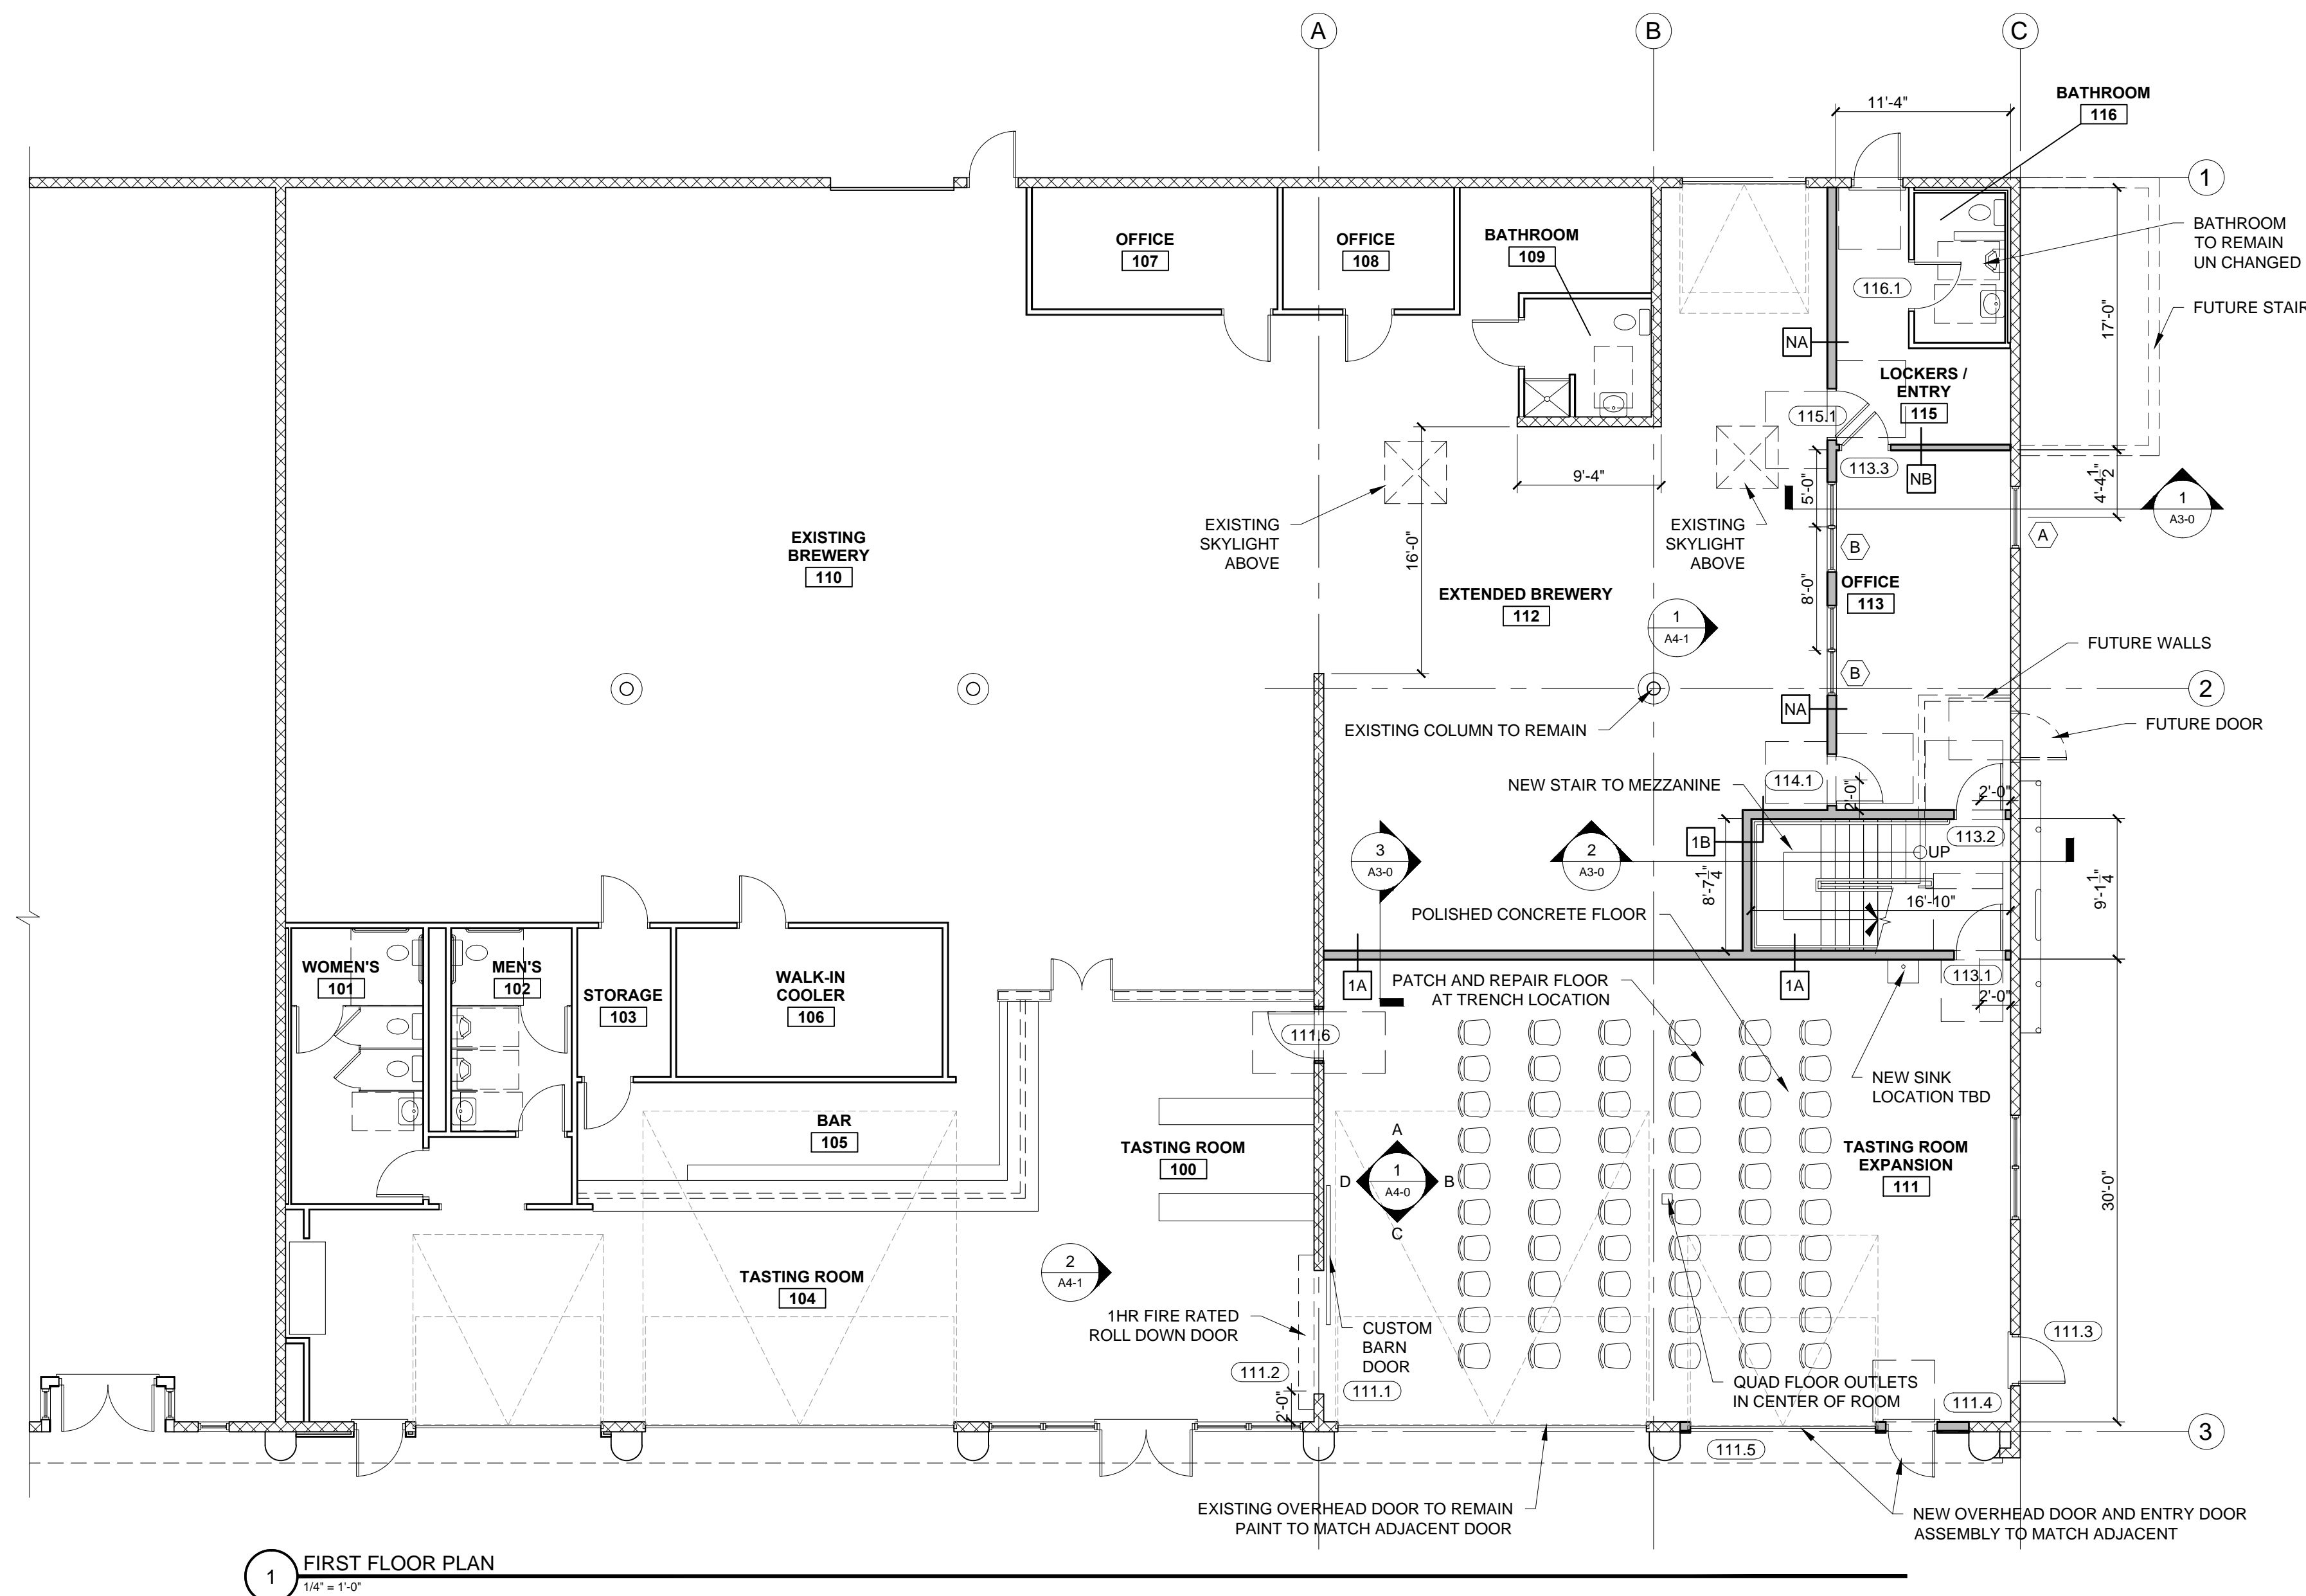 A
B
C
11'-4"
BATHROOM
116
1
BATHROOM
TO REMAIN
UN CHANGED
FUTURE STAIR
OFFICE
107
OFFICE
108
BATHROOM
109
116.1
17'-0"
NA
LOCKERS /
ENTRY
115
115.1
113.3
NB
9'-4"
5'-0"
4'-4 1/2"
1
A3-0
EXISTING
SKYLIGHT
ABOVE
EXISTING
SKYLIGHT
ABOVE
16'-0"
A
B
EXISTING
BREWERY
110
8'-0"
OFFICE
113
EXTENDED BREWERY
112
1
A4-1
FUTURE WALLS
B
2
NA
EXISTING COLUMN TO REMAIN
FUTURE DOOR
NEW STAIR TO MEZZANINE
114.1
2'-0"
2'-0"
113.2
1B
UP
3
A3-0
2
A3-0
8'-7 1/4"
9'-1 1/4"
16'-10"
POLISHED CONCRETE FLOOR
WOMEN'S
101
MEN'S
102
STORAGE
103
WALK-IN
COOLER
106
1A
PATCH AND REPAIR FLOOR
AT TRENCH LOCATION
1A
113.1
2'-0"
111.6
NEW SINK
LOCATION TBD
BAR
105
TASTING ROOM
100
A
D
1
A4-0
B
C
TASTING ROOM
EXPANSION
111
30'-0"
TASTING ROOM
104
2
A4-1
1HR FIRE RATED
ROLL DOWN DOOR
CUSTOM
BARN
DOOR
111.3
111.2
111.1
2'-0"
QUAD FLOOR OUTLETS
IN CENTER OF ROOM
111.4
3
111.5
EXISTING OVERHEAD DOOR TO REMAIN
PAINT TO MATCH ADJACENT DOOR
NEW OVERHEAD DOOR AND ENTRY DOOR
ASSEMBLY TO MATCH ADJACENT
1
FIRST FLOOR PLAN
1/4" = 1'-0"